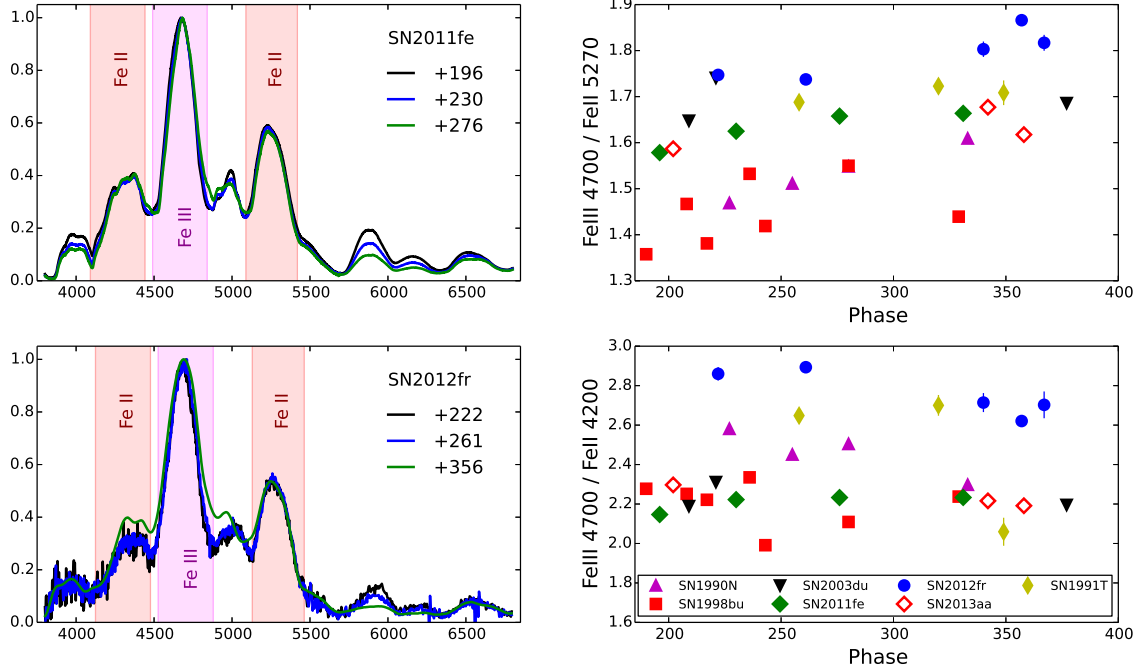 1.0
0.8
0.6
0.4
0.2
0.0
4000 4500 5000 5500 6000 6500
Fe II
Fe III
Fe II
SN2011fe
+196
+230
+276
FeIII 4700 / FeII 5270
1.9
1.8
1.7
1.6
1.5
1.4
1.3
200 250 300 350 400
Phase
1.0
0.8
0.6
0.4
0.2
0.0
4000 4500 5000 5500 6000 6500
Fe II
Fe III
Fe II
SN2012fr
+222
+261
+356
FeIII 4700 / FeII 4200
3.0
2.8
2.6
2.4
2.2
2.0
1.8
1.6
SN1990N SN2003du SN2012fr SN1991T
SN1998bu SN2011fe SN2013aa
200 250 300 350 400
Phase